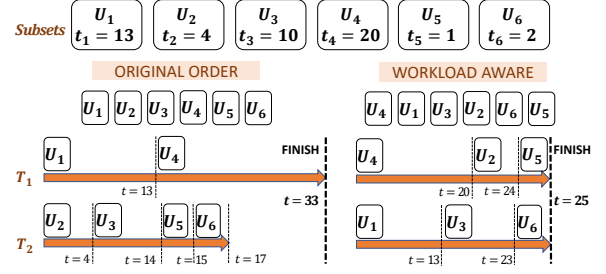 Subsets
U₁ t₁ = 13
U₂ t₂ = 4
U₃ t₃ = 10
U₄ t₄ = 20
U₅ t₅ = 1
U₆ t₆ = 2
ORIGINAL ORDER
U₁ U₂ U₃ U₄ U₅ U₆
T₁
U₁ U₄
t = 13
FINISH
t = 33
T₂
U₂ U₃ U₅ U₆
t = 4 t = 14 t = 15 t = 17
WORKLOAD AWARE
U₄ U₁ U₃ U₂ U₆ U₅
U₄ U₂ U₅
t = 20 t = 24
FINISH
t = 25
U₁ U₃ U₆
t = 13 t = 23